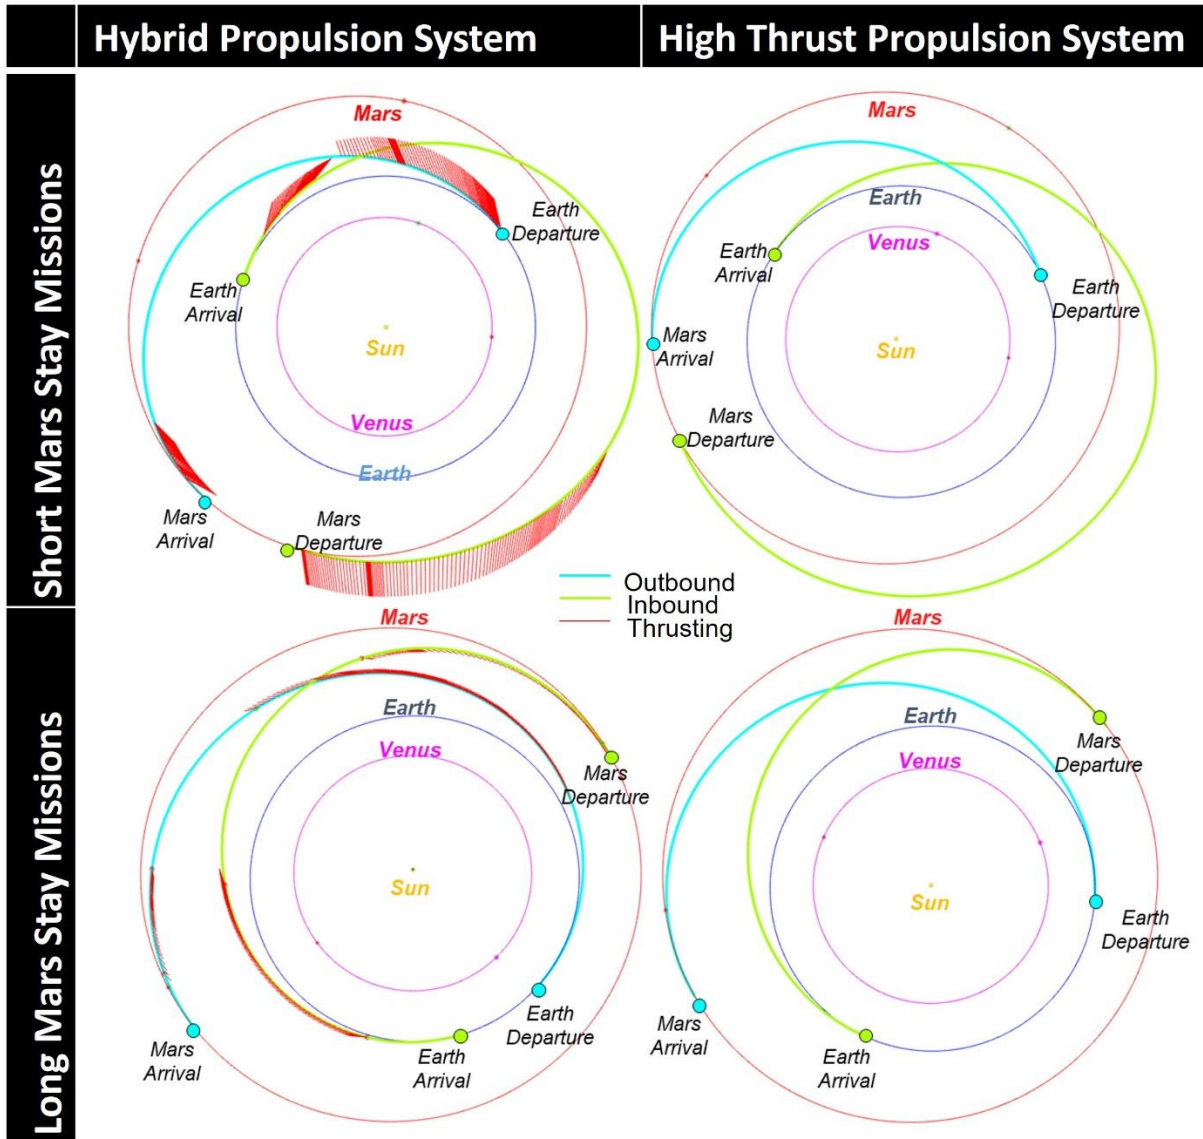 Hybrid Propulsion System
High Thrust Propulsion System
Short Mars Stay Missions
Mars
Earth
Departure
Earth
Arrival
Sun
Venus
Earth
Mars
Arrival
Mars
Departure
Mars
Earth
Venus
Earth
Arrival
Earth
Departure
Mars
Arrival
Sun
Mars
Departure
Outbound
Inbound
Thrusting
Long Mars Stay Missions
Mars
Earth
Venus
Mars
Departure
Sun
Earth
Departure
Mars
Arrival
Earth
Arrival
Mars
Earth
Venus
Mars
Departure
Sun
Earth
Departure
Mars
Arrival
Earth
Arrival